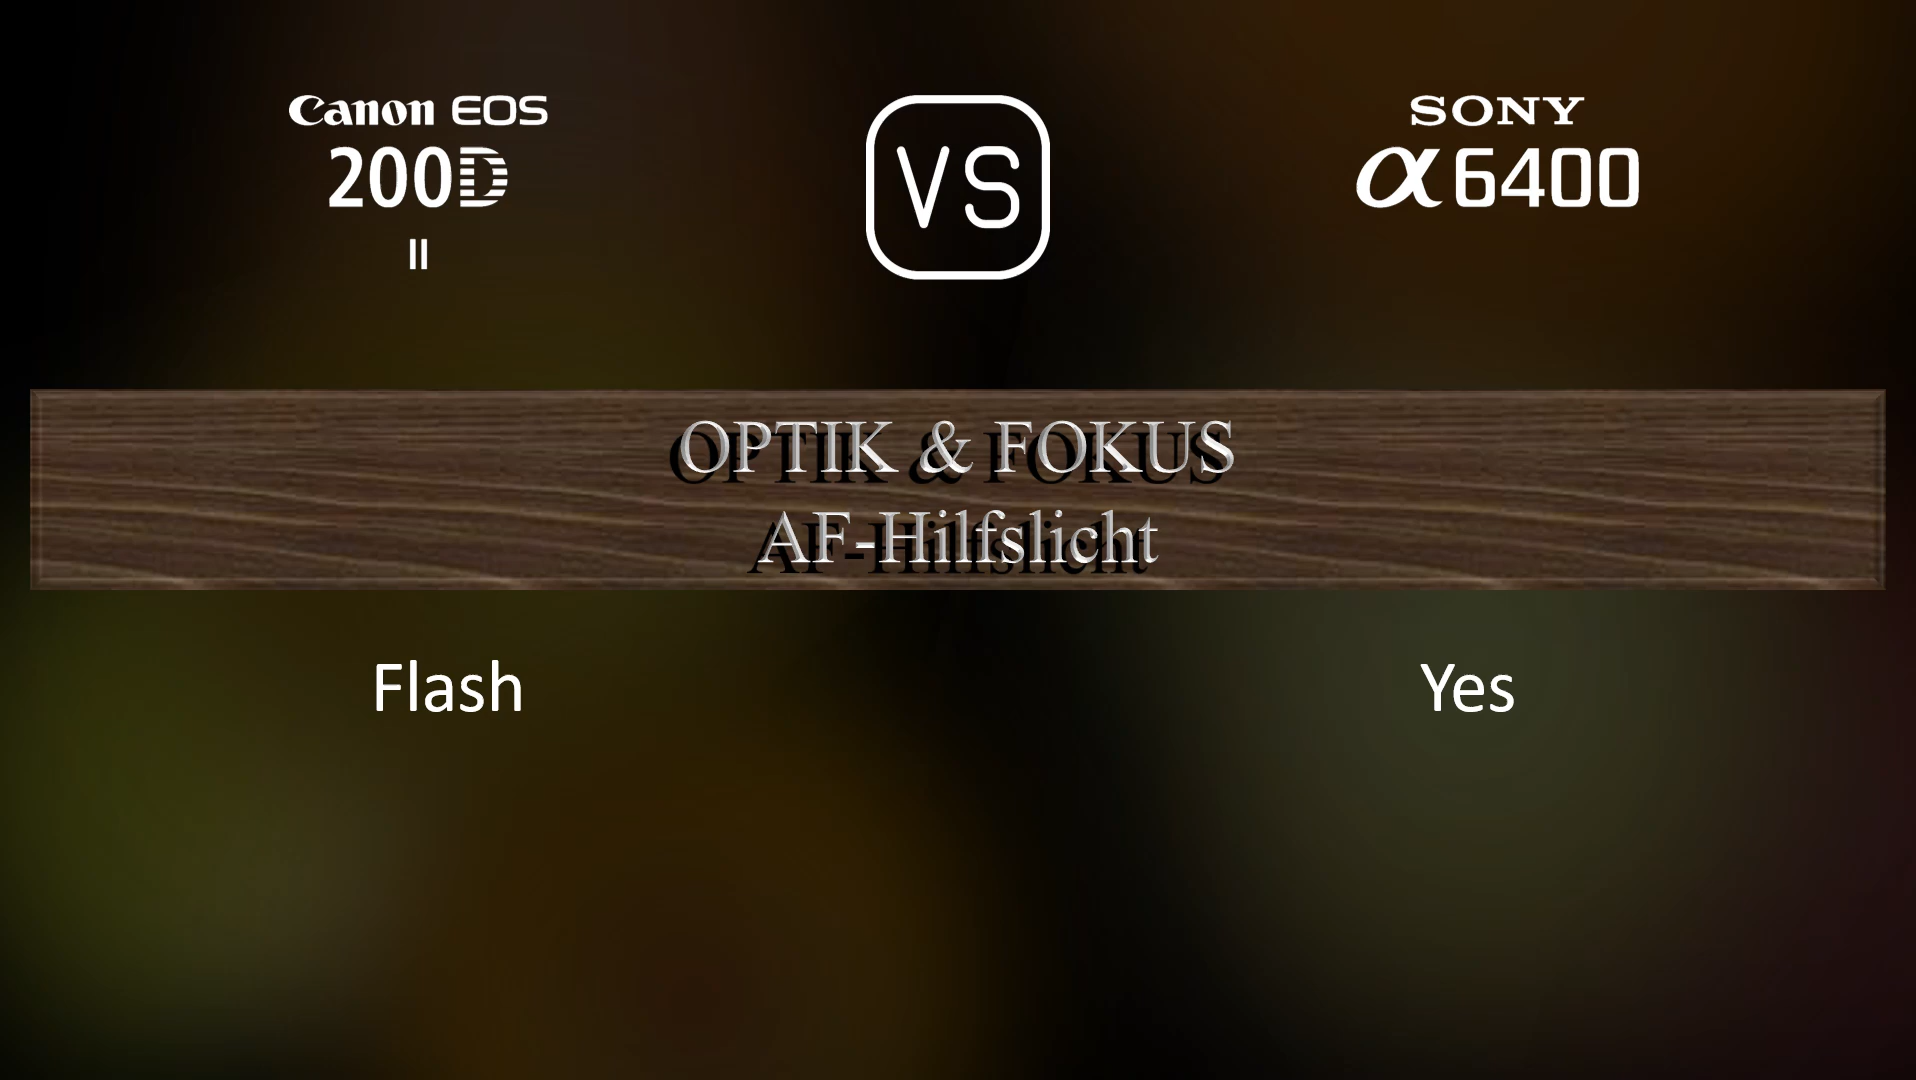 Canon EOS
200D
II
VS
SONY
α6400
OPTIK & FOKUS
AF-Hilfslicht
Flash
Yes